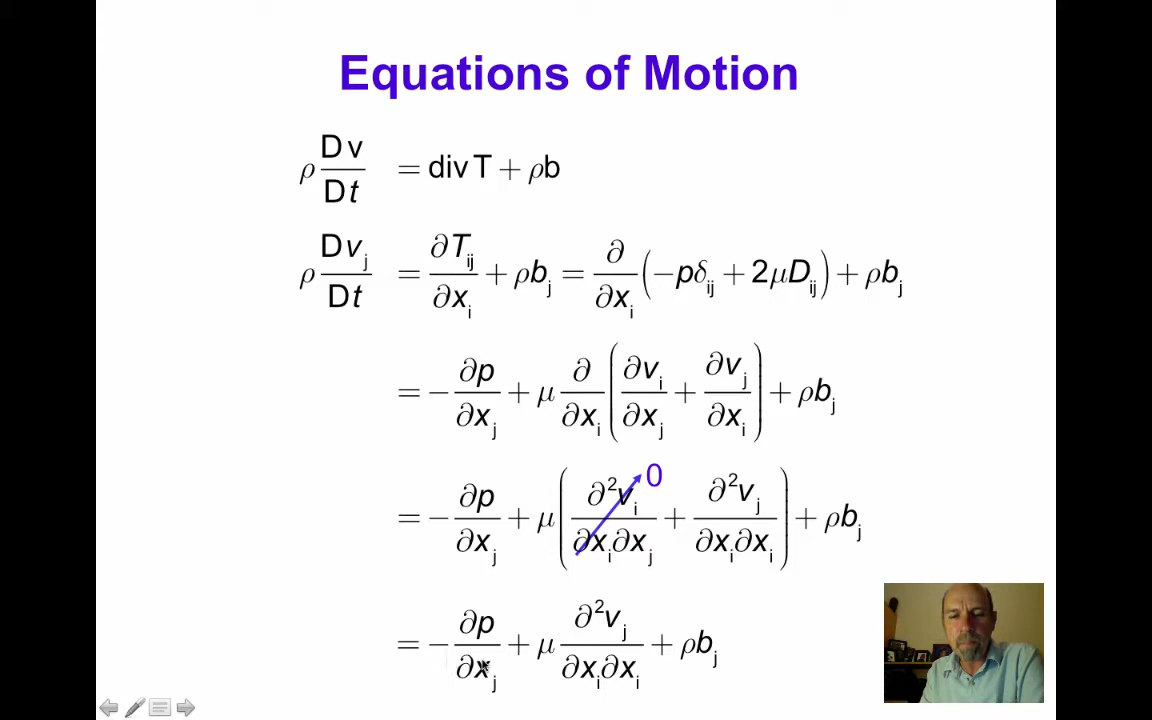 Equations of Motion
ρ Dv/Dt = div T + ρb
ρ Dv_j/Dt = ∂T_ij/∂x_i + ρb_j = ∂/∂x_i (−pδ_ij + 2μD_ij) + ρb_j
= −∂p/∂x_j + μ ∂/∂x_i (∂v_i/∂x_j + ∂v_j/∂x_i) + ρb_j
= −∂p/∂x_j + μ (∂²v_i/∂x_i∂x_j + ∂²v_j/∂x_i∂x_i) + ρb_j
0
= −∂p/∂x_j + μ ∂²v_j/∂x_i∂x_i + ρb_j